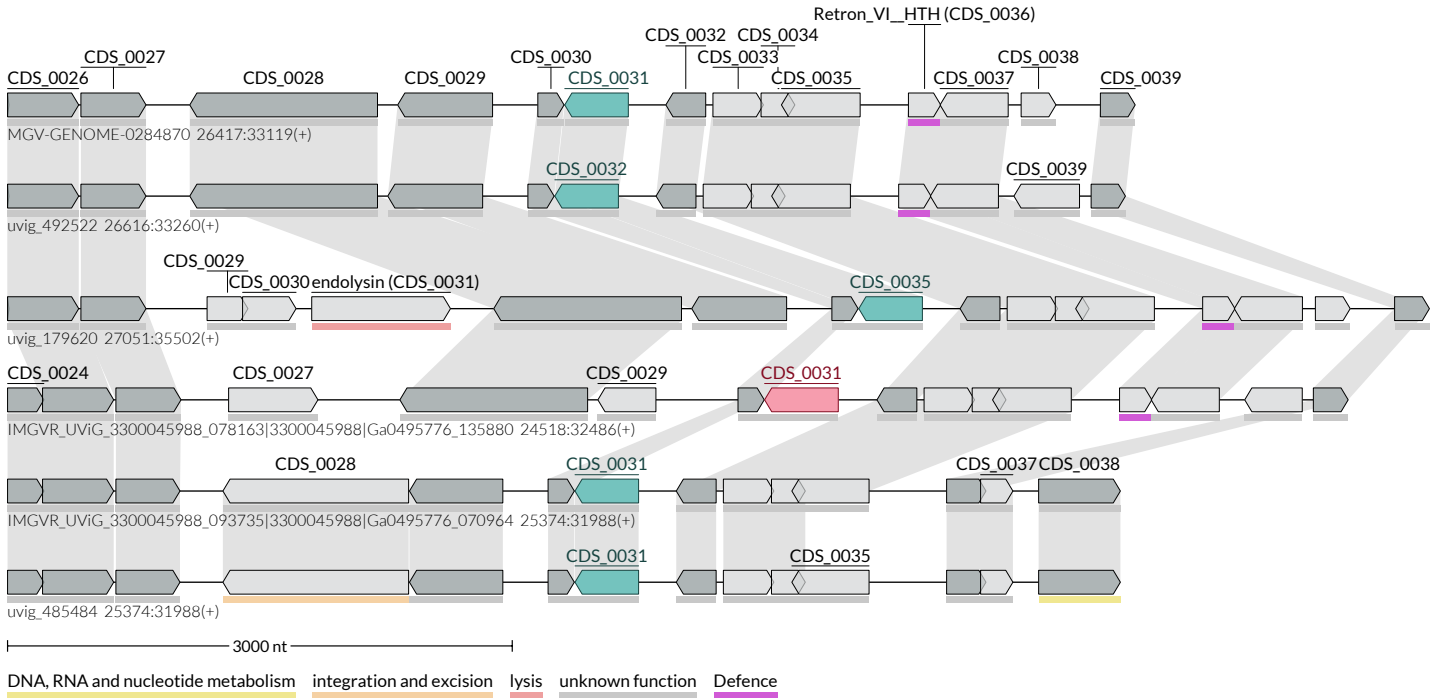 Retron_VI__HTH (CDS_0036)
CDS_0032 CDS_0034
CDS_0027 CDS_0030 CDS_0033 CDS_0038
CDS_0026 CDS_0028 CDS_0029 CDS_0031 CDS_0035 CDS_0037 CDS_0039
MGV-GENOME-0284870 26417:33119(+)
CDS_0032 CDS_0039
uvig_492522 26616:33260(+)
CDS_0029
CDS_0030 endolysin (CDS_0031) CDS_0035
uvig_179620 27051:35502(+)
CDS_0024 CDS_0027 CDS_0029 CDS_0031
IMGVR_UViG_3300045988_078163|3300045988|Ga0495776_135880 24518:32486(+)
CDS_0028 CDS_0031 CDS_0037 CDS_0038
IMGVR_UViG_3300045988_093735|3300045988|Ga0495776_070964 25374:31988(+)
CDS_0031 CDS_0035
uvig_485484 25374:31988(+)
3000 nt
DNA, RNA and nucleotide metabolism integration and excision lysis unknown function Defence